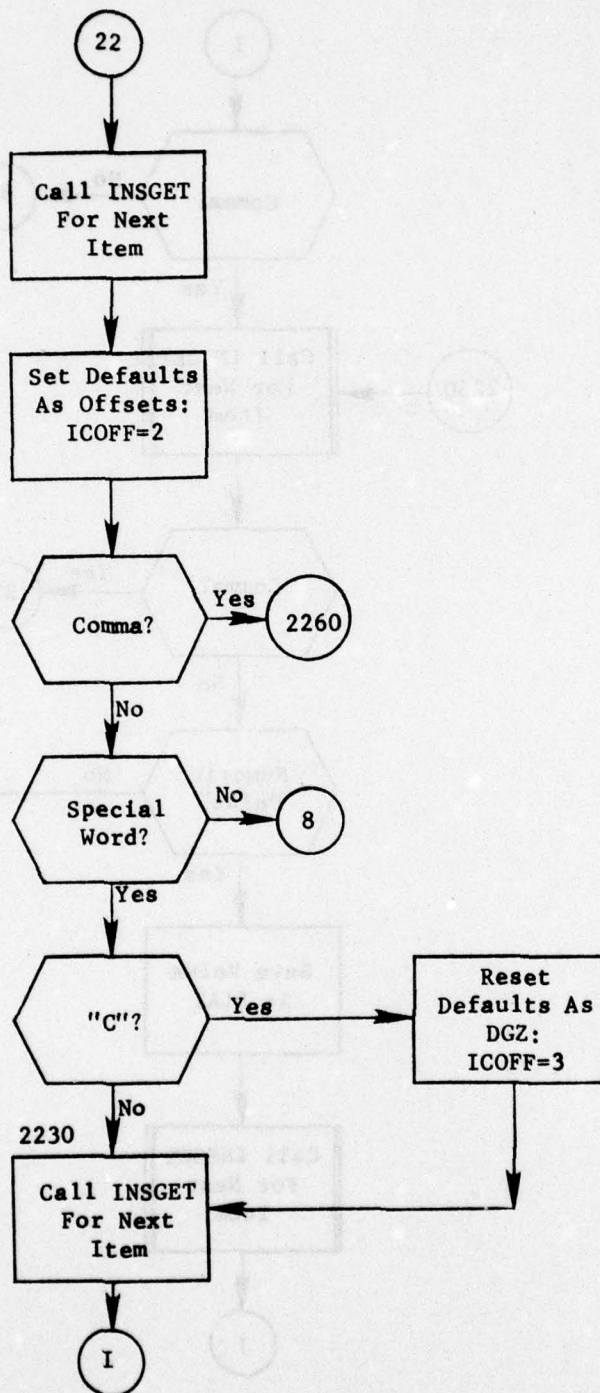 22
Call INSGET
For Next
Item
Set Defaults
As Offsets:
ICOFF=2
Comma?
Yes
2260
No
Special
Word?
No
8
Yes
"C"?
Yes
Reset
Defaults As
DGZ:
ICOFF=3
No
2230
Call INSGET
For Next
Item
I